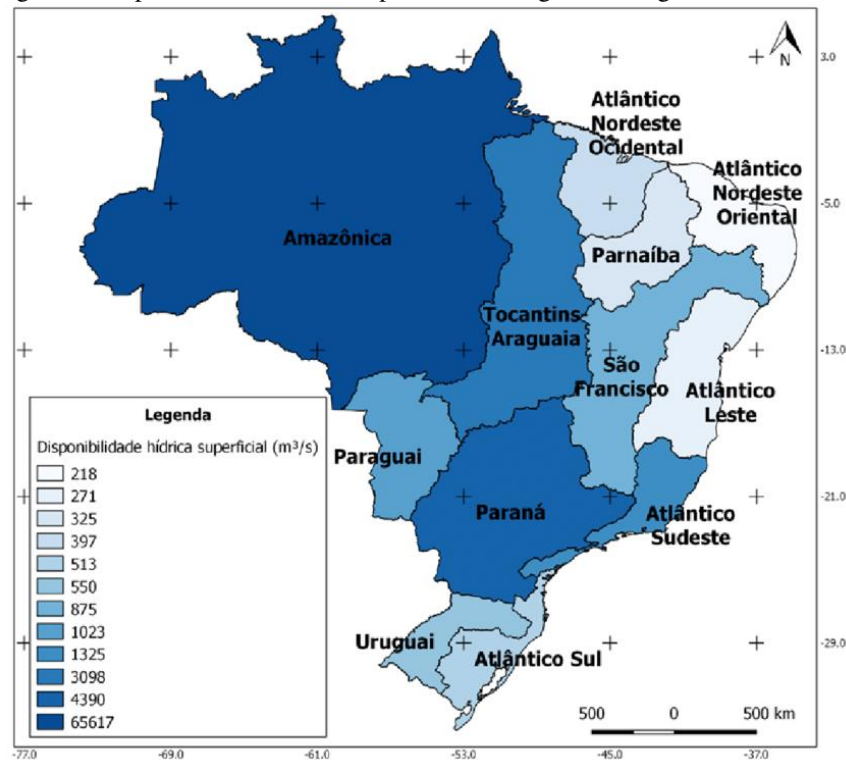 N
3.0
-5.0
-13.0
-21.0
-29.0
Atlântico
Nordeste
Ocidental
Atlântico
Nordeste
Oriental
Amazônica
Parnaíba
Tocantins-
Araguaia
São
Francisco
Atlântico
Leste
Paraguai
Paraná
Atlântico
Sudeste
Uruguai
Atlântico Sul
Legenda
Disponibilidade hídrica superficial (m³/s)
218
271
325
397
513
550
875
1023
1325
3098
4390
65617
500 0 500 km
-77.0 -69.0 -61.0 -53.0 -45.0 -37.0